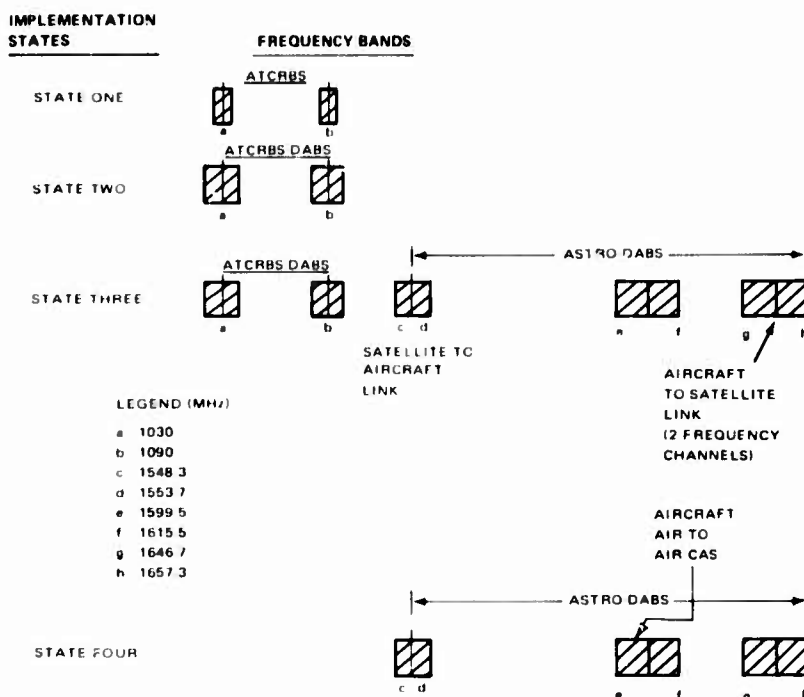 IMPLEMENTATION
STATES
FREQUENCY BANDS
STATE ONE
ATCRBS
a
b
STATE TWO
ATCRBS DABS
a
b
STATE THREE
ATCRBS DABS
a
b
ASTRO DABS
c d
e
f
g
h
SATELLITE TO
AIRCRAFT
LINK
AIRCRAFT
TO SATELLITE
LINK
(2 FREQUENCY
CHANNELS)
LEGEND (MHz)
a 1030
b 1090
c 1548 3
d 1553 7
e 1599 5
f 1615 5
g 1646 7
h 1657 3
AIRCRAFT
AIR TO
AIR CAS
ASTRO DABS
STATE FOUR
c d
e
f